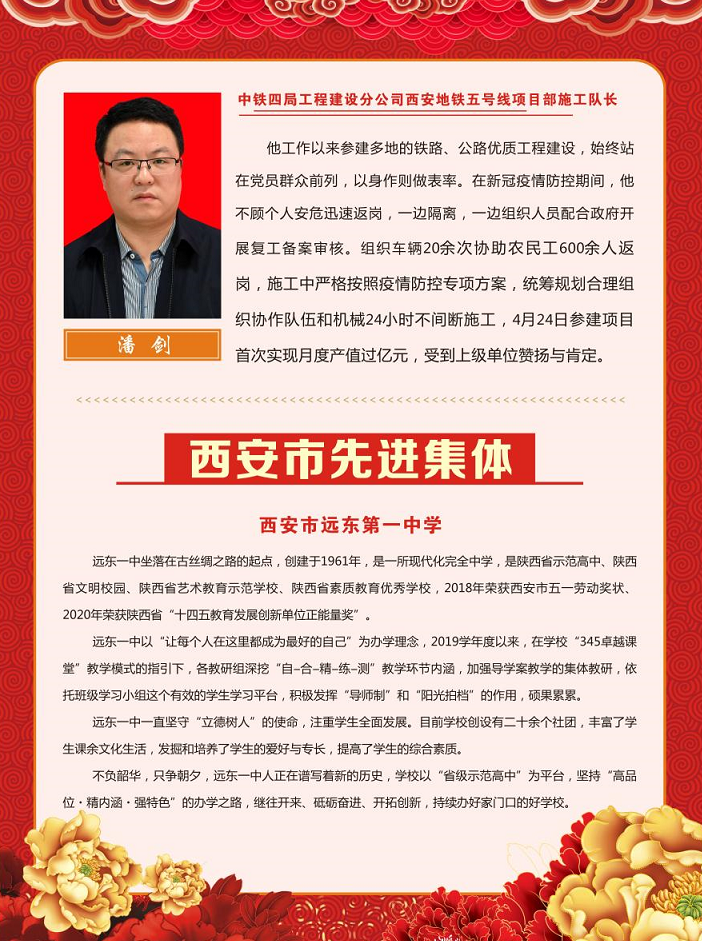 中铁四局工程建设分公司西安地铁五号线项目部施工队长
他工作以来参建多地的铁路、公路优质工程建设，始终站
在党员群众前列，以身作则做表率。在新冠疫情防控期间，他
不顾个人安危迅速返岗，一边隔离，一边组织人员配合政府开
展复工备案审核。组织车辆20余次协助农民工600余人返
岗，施工中严格按照疫情防控专项方案，统筹规划合理组
织协作队伍和机械24小时不间断施工，4月24日参建项目
首次实现月度产值过亿元，受到上级单位赞扬与肯定。
潘 剑
西安市先进集体
西安市远东第一中学
远东一中坐落在古丝绸之路的起点，创建于1961年，是一所现代化完全中学，是陕西省示范高中、陕西
省文明校园、陕西省艺术教育示范学校、陕西省素质教育优秀学校，2018年荣获西安市五一劳动奖状、
2020年荣获陕西省“十四五教育发展创新单位正能量奖”。
远东一中以“让每个人在这里都成为最好的自己”为办学理念，2019学年度以来，在学校“345卓越课
堂”教学模式的指引下，各教研组深挖“自-合-精-练-测”教学环节内涵，加强导学案教学的集体教研，依
托班级学习小组这个有效的学生学习平台，积极发挥“导师制”和“阳光拍档”的作用，硕果累累。
远东一中一直坚守“立德树人”的使命，注重学生全面发展。目前学校创设有二十余个社团，丰富了学
生课余文化生活，发掘和培养了学生的爱好与专长，提高了学生的综合素质。
不负韶华，只争朝夕，远东一中人正在谱写着新的历史，学校以“省级示范高中”为平台，坚持“高品
位·精内涵·强特色”的办学之路，继往开来、砥砺奋进、开拓创新，持续办好家门口的好学校。